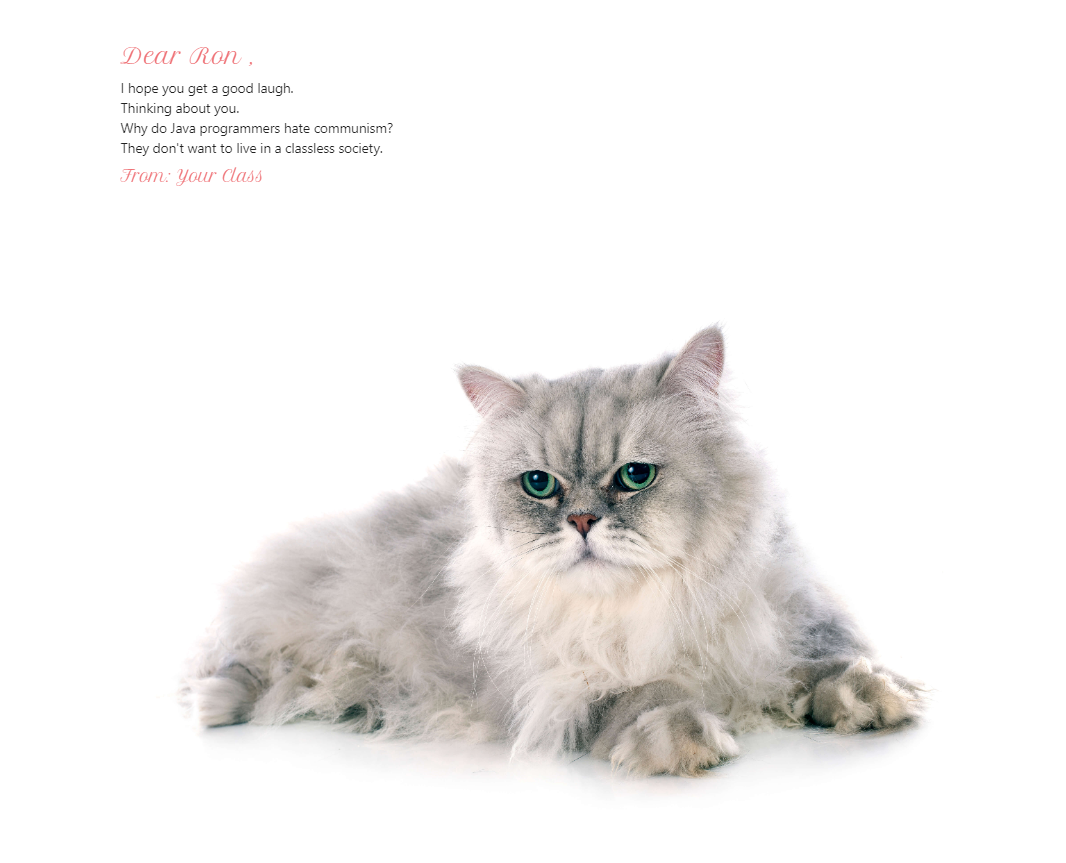 Dear Ron ,
I hope you get a good laugh.
Thinking about you.
Why do Java programmers hate communism?
They don't want to live in a classless society.
From: Your Class